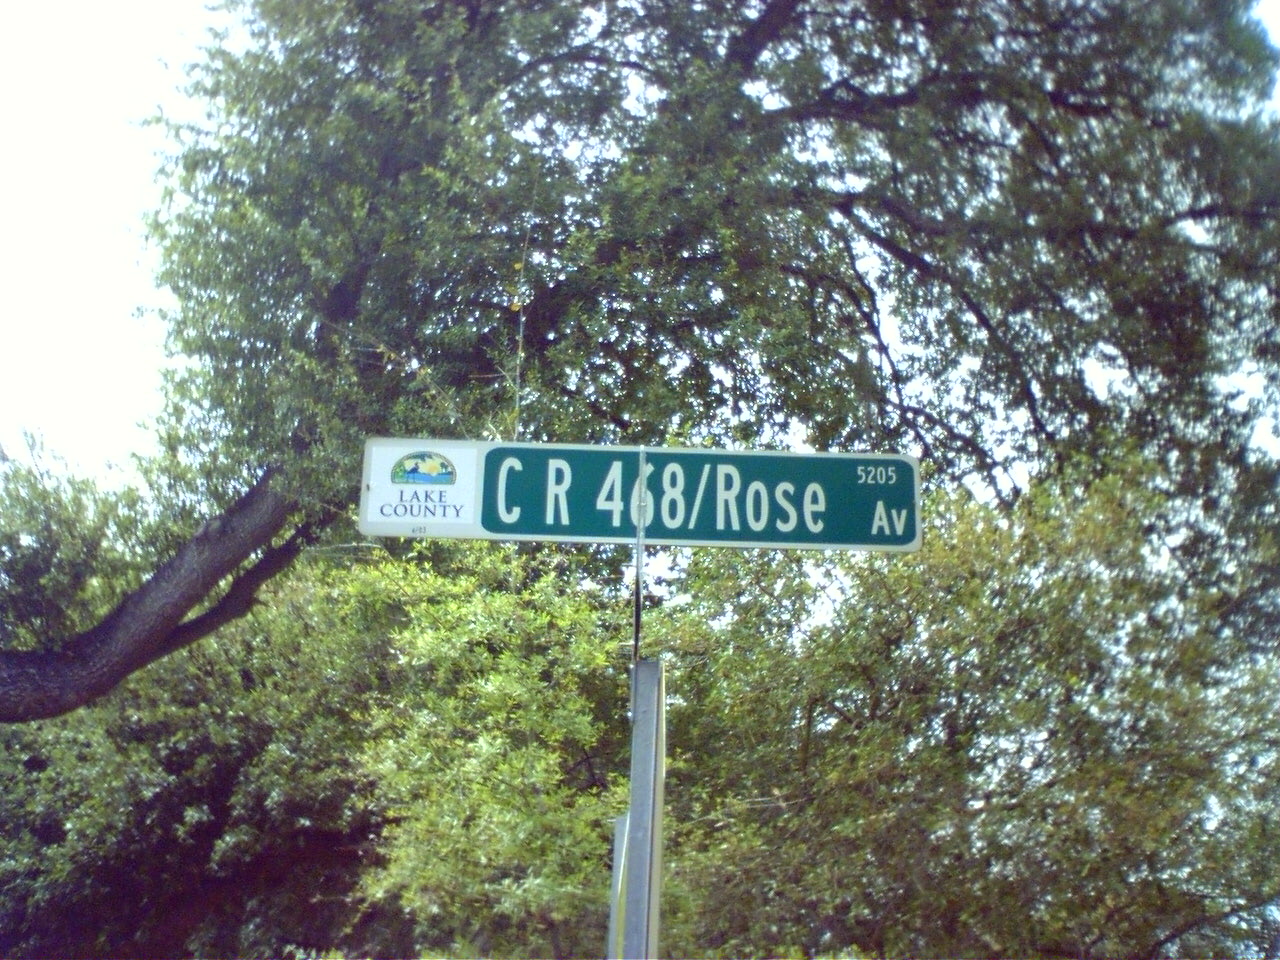 LAKE
COUNTY
C R 468/Rose
5205
Av